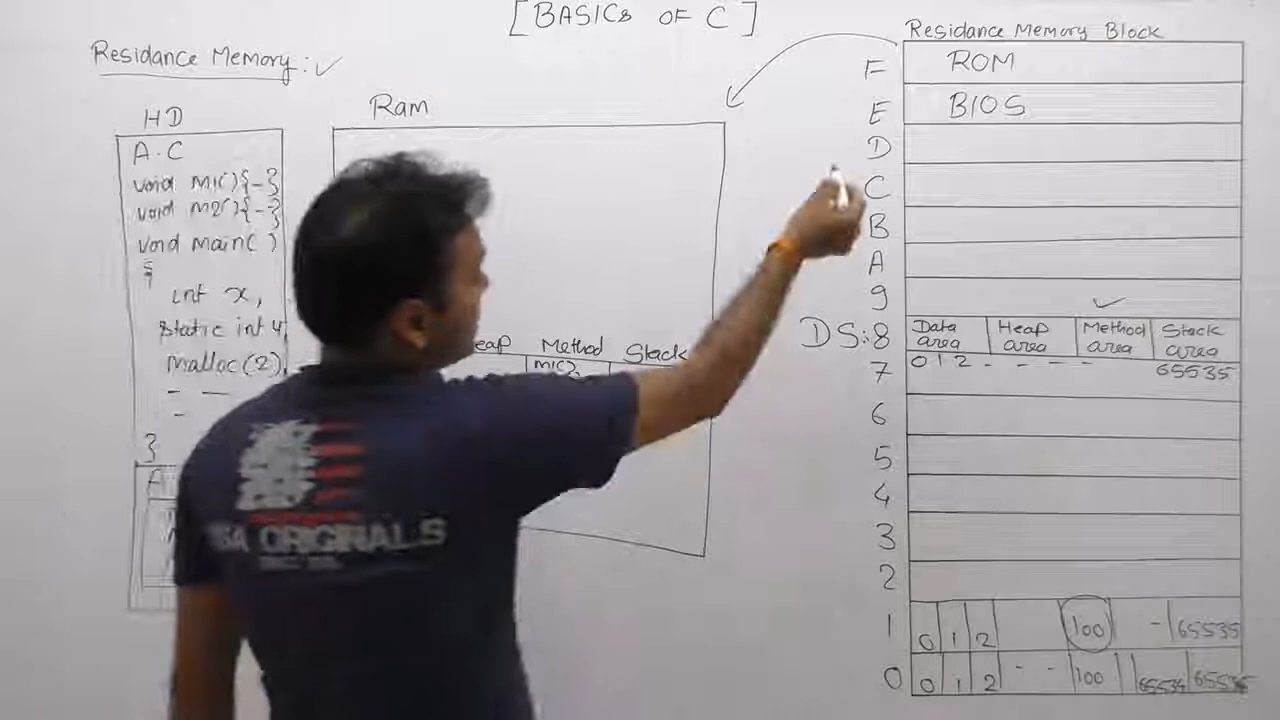 [BASICs OF C]
Residance Memory:
HD
A.C
void m1(){-}
void m2(){-}
void main( )
{
int x,
static int y,
malloc(2),
}
A
Ram
Method
Stack
m1()
USA ORIGINALS
Residance Memory Block
F ROM
E BIOS
D
C
B
A
9
DS:8 Data area Heap area Method area Stack area
7 0 1 2 - - - - 65535
6
5
4
3
2
1 0 1 2 100 - 65535
0 0 1 2 - - 100 65534 65535